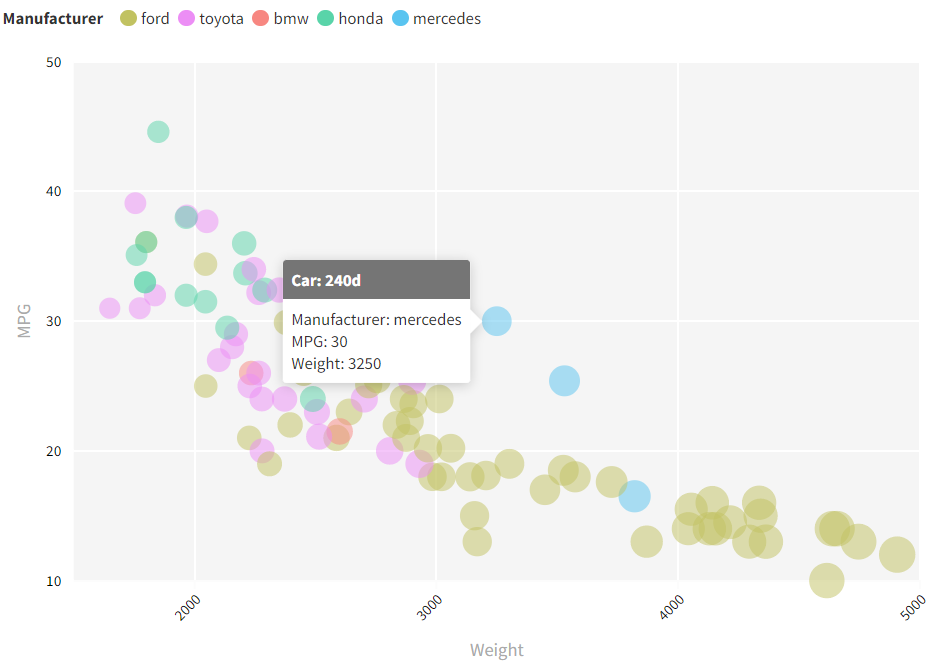 Manufacturer ford toyota bmw honda mercedes
50
40
30
20
10
MPG
Car: 240d
Manufacturer: mercedes
MPG: 30
Weight: 3250
2000 3000 4000 5000
Weight